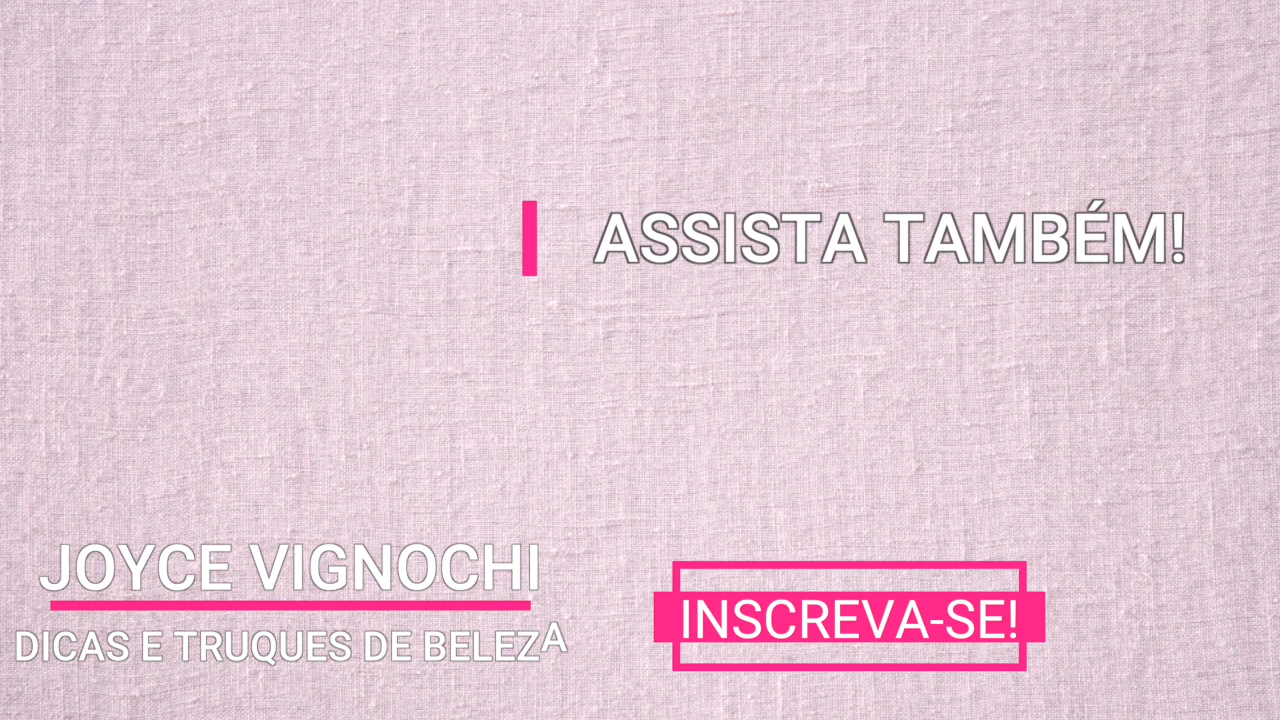 ASSISTA TAMBÉM!
JOYCE VIGNOCHI
DICAS E TRUQUES DE BELEZA
INSCREVA-SE!